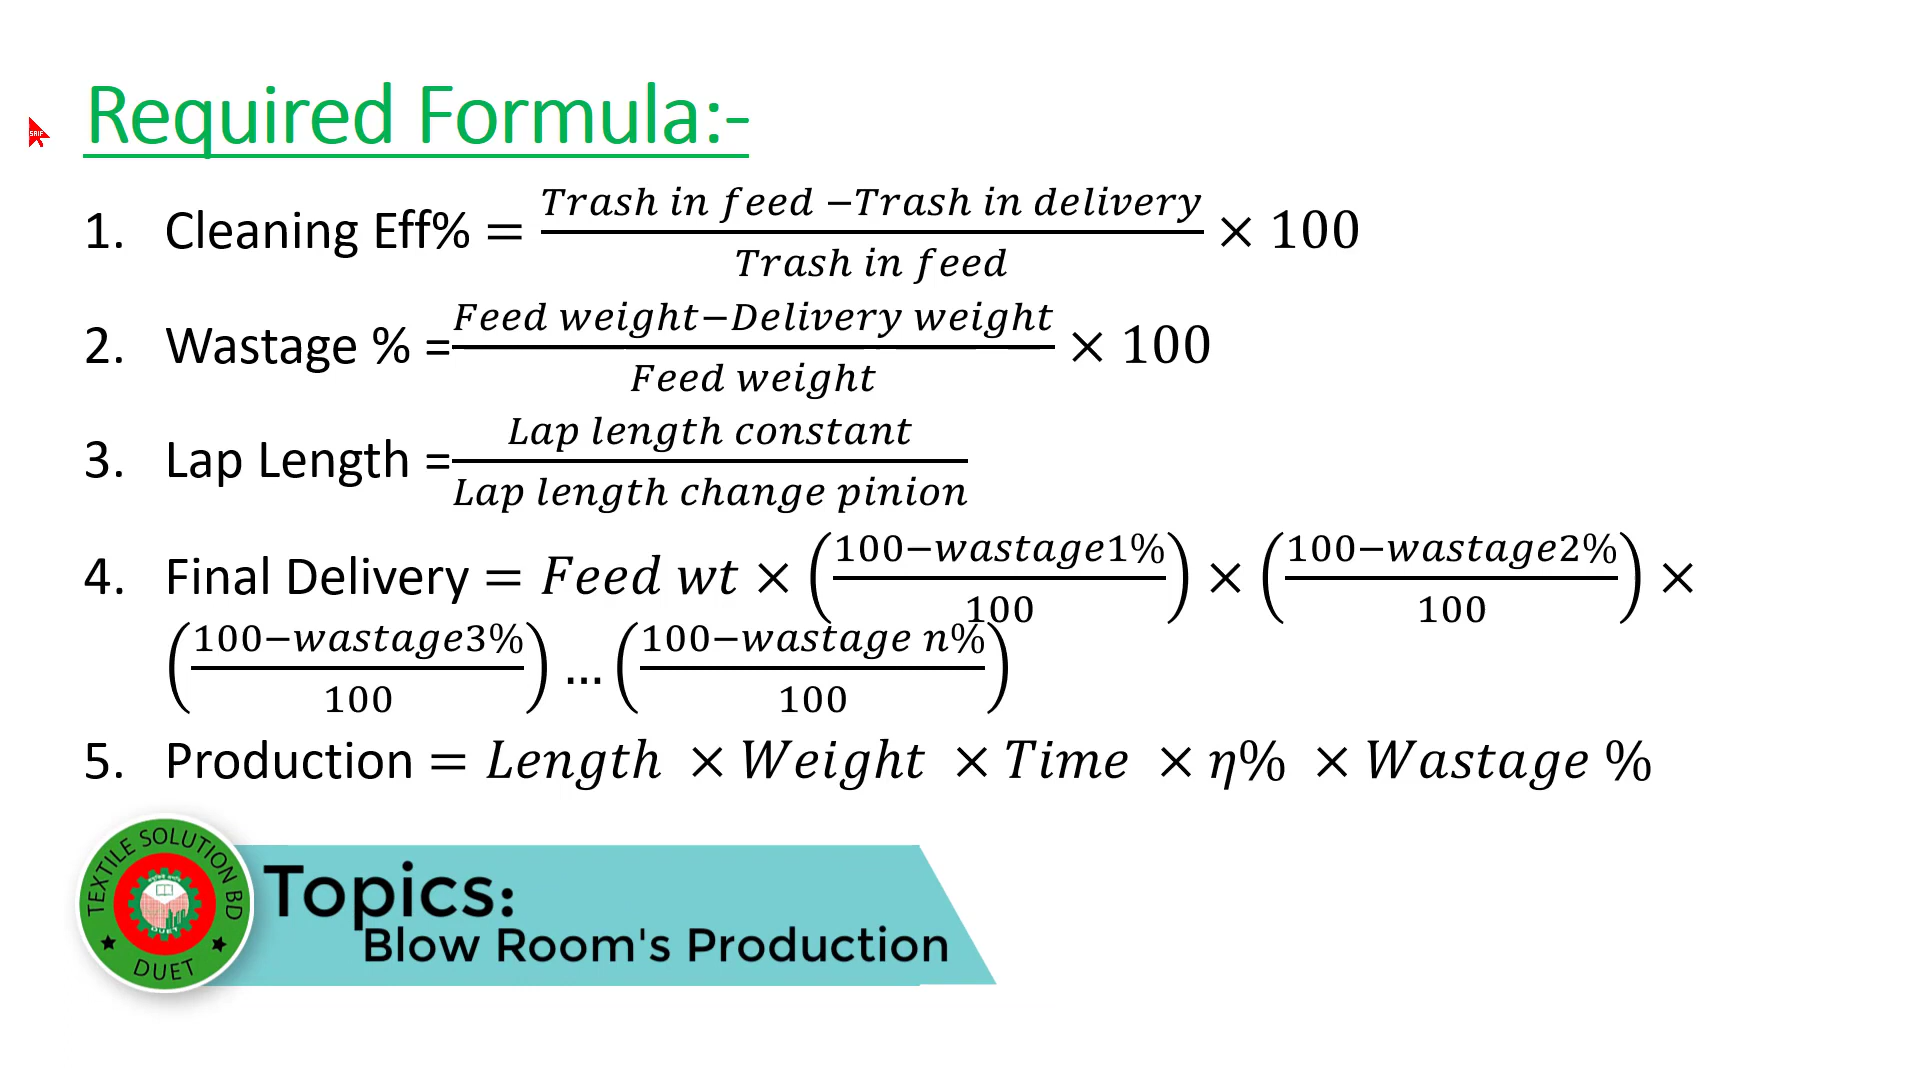 Required Formula:-
SAIF
1. Cleaning Eff% = (Trash in feed −Trash in delivery)/(Trash in feed) × 100
2. Wastage % =(Feed weight−Delivery weight)/(Feed weight) × 100
3. Lap Length =(Lap length constant)/(Lap length change pinion)
4. Final Delivery = Feed wt × ((100−wastage1%)/100) × ((100−wastage2%)/100) ×
((100−wastage3%)/100) … ((100−wastage n%)/100)
5. Production = Length × Weight × Time × η% × Wastage %
TEXTILE SOLUTION BD
DUET
Topics:
Blow Room's Production